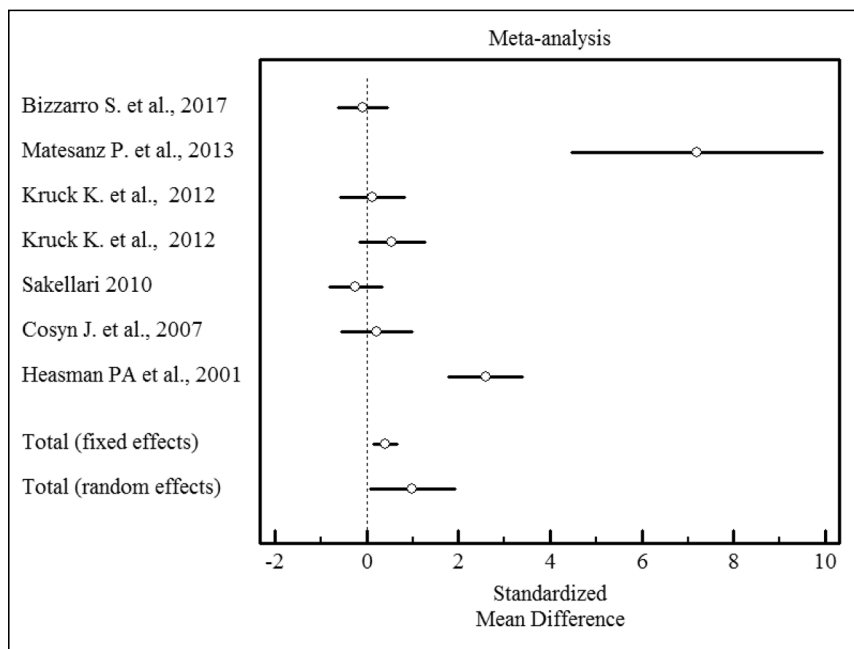 Meta-analysis
Bizzarro S. et al., 2017
Matesanz P. et al., 2013
Kruck K. et al., 2012
Kruck K. et al., 2012
Sakellari 2010
Cosyn J. et al., 2007
Heasman PA et al., 2001
Total (fixed effects)
Total (random effects)
-2 0 2 4 6 8 10
Standardized
Mean Difference